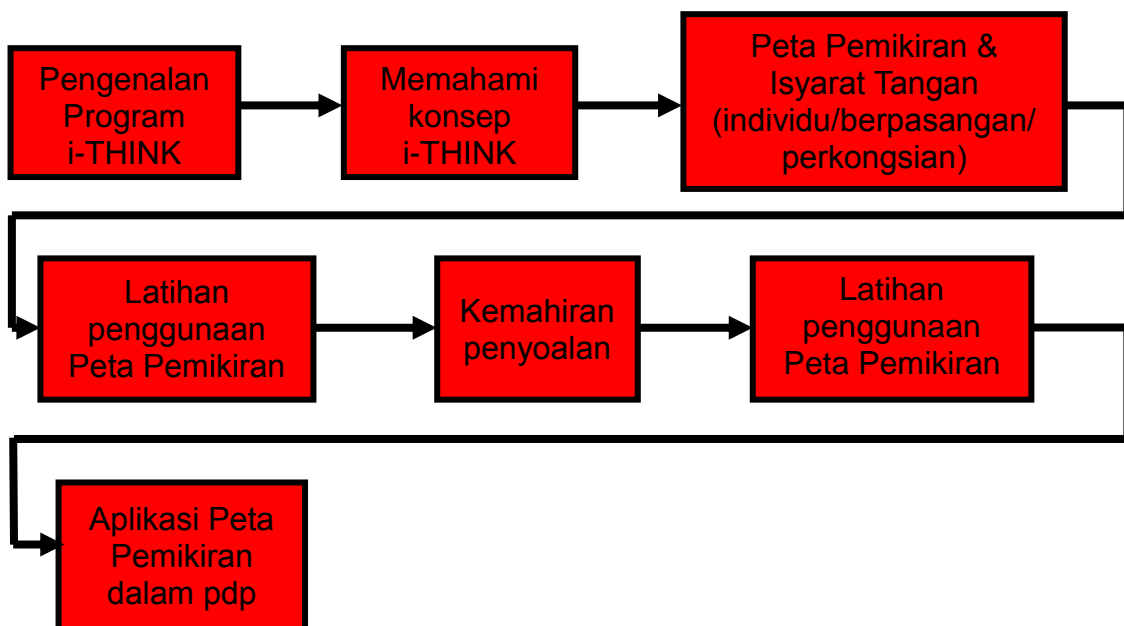 Pengenalan
Program
i-THINK
Memahami
konsep
i-THINK
Peta Pemikiran &
Isyarat Tangan
(individu/berpasangan/
perkongsian)
Latihan
penggunaan
Peta Pemikiran
Kemahiran
penyoalan
Latihan
penggunaan
Peta Pemikiran
Aplikasi Peta
Pemikiran
dalam pdp